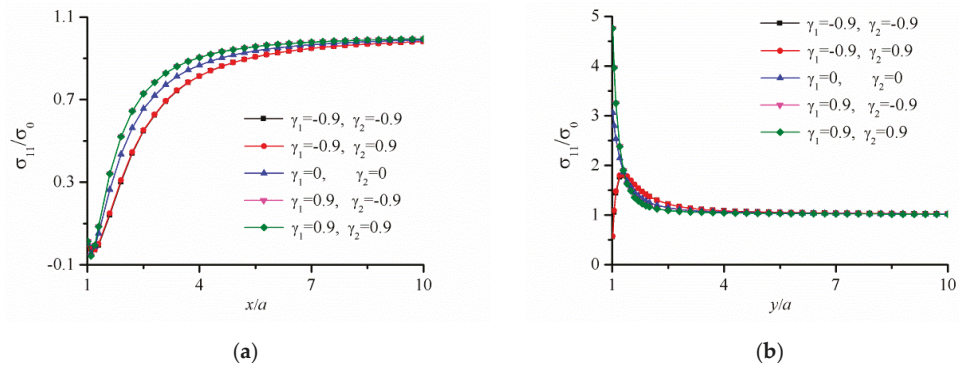 1.1
0.7
0.3
-0.1
σ₁₁/σ₀
γ₁=-0.9, γ₂=-0.9
γ₁=-0.9, γ₂=0.9
γ₁=0, γ₂=0
γ₁=0.9, γ₂=-0.9
γ₁=0.9, γ₂=0.9
1 4 7 10
x/a
(a)
5
4
3
2
1
0
σ₁₁/σ₀
γ₁=-0.9, γ₂=-0.9
γ₁=-0.9, γ₂=0.9
γ₁=0, γ₂=0
γ₁=0.9, γ₂=-0.9
γ₁=0.9, γ₂=0.9
1 4 7 10
y/a
(b)